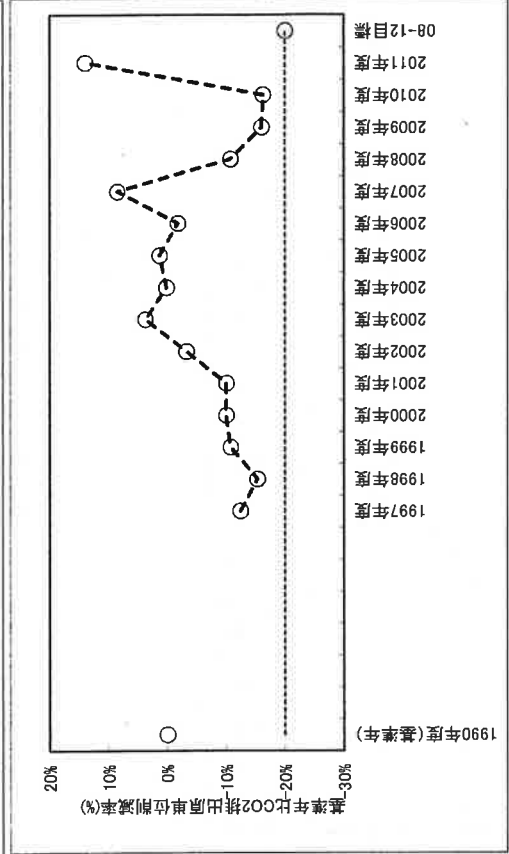 基準年比CO2排出原単位削減率(%)
20%
10%
0%
-10%
-20%
-30%
1990年度(基準年)
1997年度
1998年度
1999年度
2000年度
2001年度
2002年度
2003年度
2004年度
2005年度
2006年度
2007年度
2008年度
2009年度
2010年度
2011年度
08-12目標